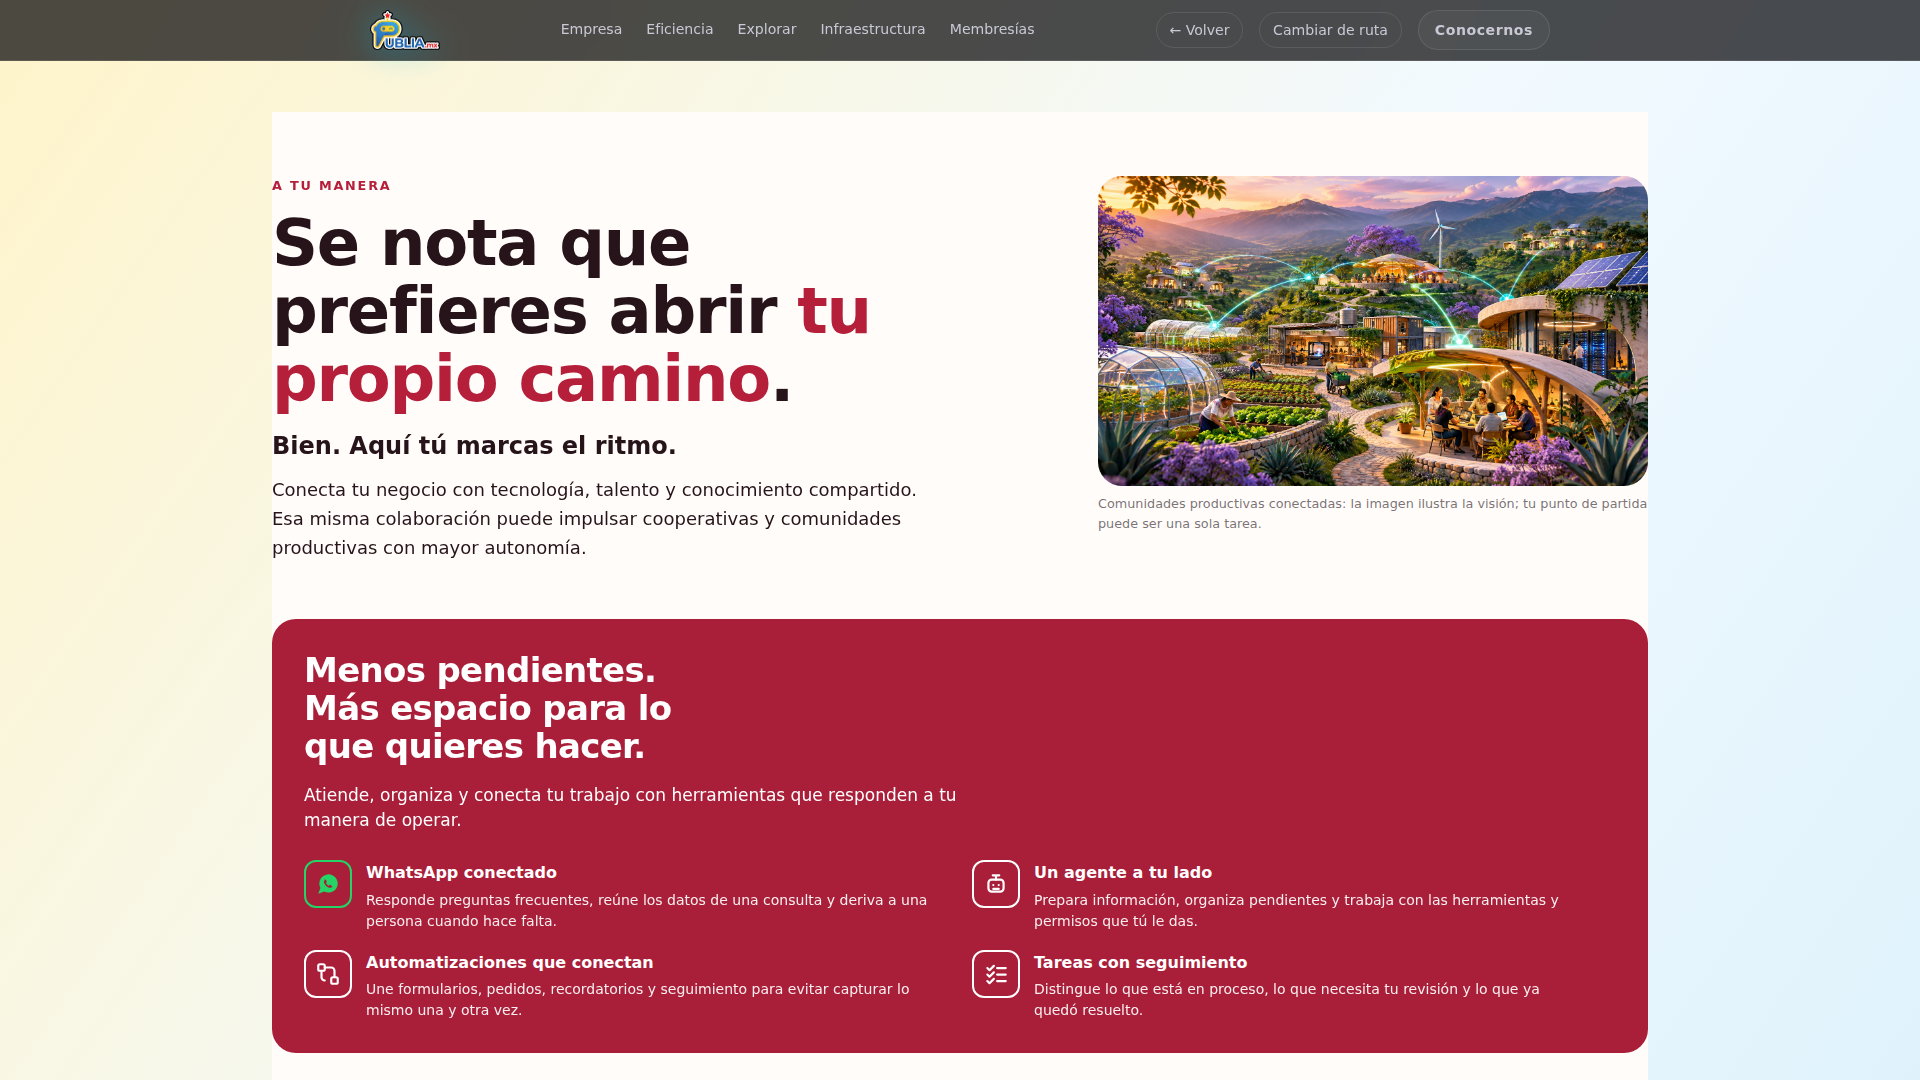 PUBLIA.mx
Empresa
Eficiencia
Explorar
Infraestructura
Membresías
← Volver
Cambiar de ruta
Conocernos
A TU MANERA
Se nota que
prefieres abrir tu
propio camino.
Bien. Aquí tú marcas el ritmo.
Conecta tu negocio con tecnología, talento y conocimiento compartido.
Esa misma colaboración puede impulsar cooperativas y comunidades
productivas con mayor autonomía.
Comunidades productivas conectadas: la imagen ilustra la visión; tu punto de partida
puede ser una sola tarea.
Menos pendientes.
Más espacio para lo
que quieres hacer.
Atiende, organiza y conecta tu trabajo con herramientas que responden a tu
manera de operar.
WhatsApp conectado
Responde preguntas frecuentes, reúne los datos de una consulta y deriva a una
persona cuando hace falta.
Un agente a tu lado
Prepara información, organiza pendientes y trabaja con las herramientas y
permisos que tú le das.
Automatizaciones que conectan
Une formularios, pedidos, recordatorios y seguimiento para evitar capturar lo
mismo una y otra vez.
Tareas con seguimiento
Distingue lo que está en proceso, lo que necesita tu revisión y lo que ya
quedó resuelto.